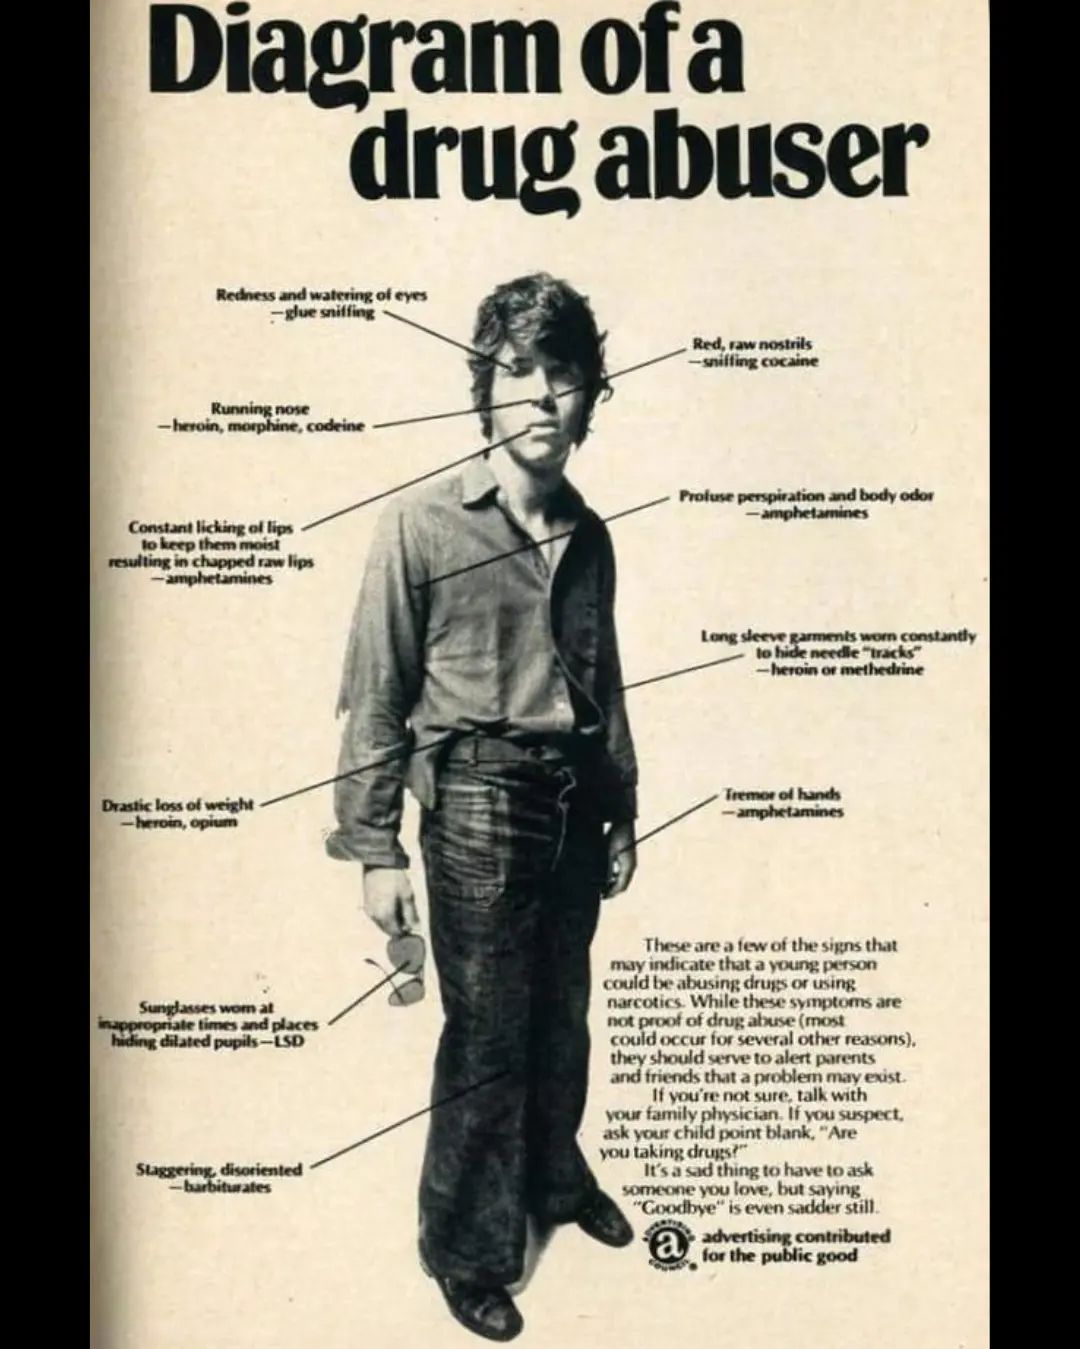 Diagram of a
drug abuser
Redness and watering of eyes
—glue sniffing
Red, raw nostrils
—sniffing cocaine
Running nose
—heroin, morphine, codeine
Profuse perspiration and body odor
—amphetamines
Constant licking of lips
to keep them moist
resulting in chapped raw lips
—amphetamines
Long sleeve garments worn constantly
to hide needle "tracks"
—heroin or methedrine
Drastic loss of weight
—heroin, opium
Tremor of hands
—amphetamines
Sunglasses worn at
inappropriate times and places
hiding dilated pupils—LSD
Staggering, disoriented
—barbiturates
These are a few of the signs that
may indicate that a young person
could be abusing drugs or using
narcotics. While these symptoms are
not proof of drug abuse (most
could occur for several other reasons),
they should serve to alert parents
and friends that a problem may exist.
If you're not sure, talk with
your family physician. If you suspect,
ask your child point blank, "Are
you taking drugs?"
It's a sad thing to have to ask
someone you love, but saying
"Goodbye" is even sadder still.
ADVERTISING
a
COUNCIL
advertising contributed
for the public good